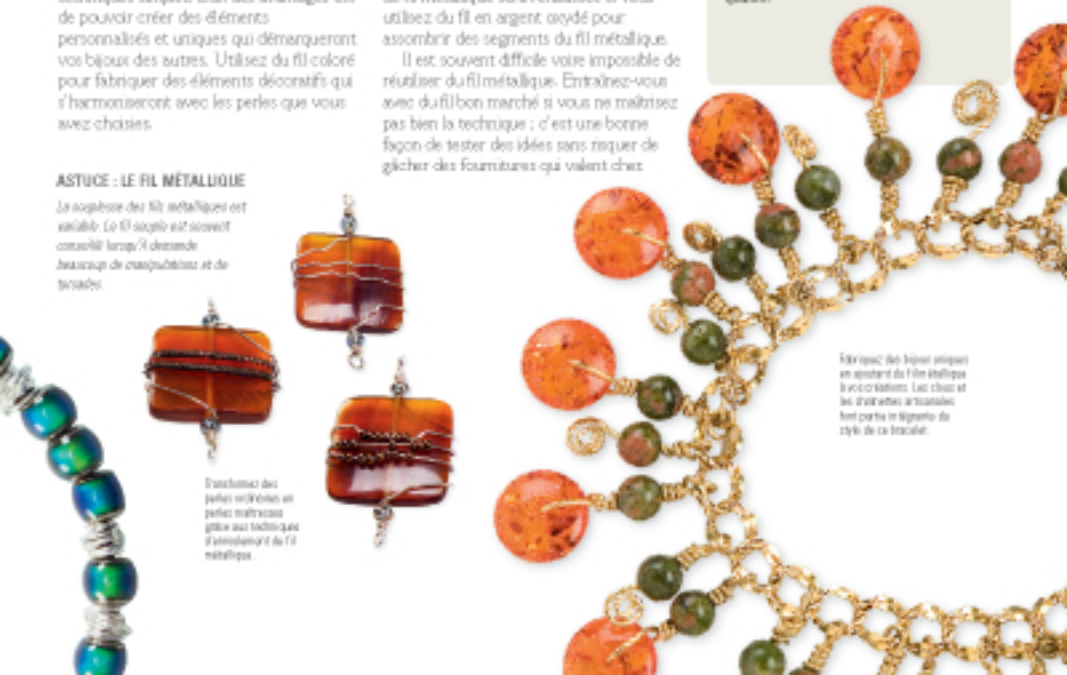 de pouvoir créer des éléments
personnalisés et uniques qui démarqueront
vos bijoux des autres. Utilisez du fil coloré
pour fabriquer des éléments décoratifs qui
s'harmoniseront avec les perles que vous
avez choisies.
ASTUCE : LE FIL MÉTALLIQUE
La souplesse des fils métalliques est
variable. Le fil souple est souvent
conseillé lorsqu'il demande
beaucoup de manipulations et de
torsades.
utilisez du fil en argent oxydé pour
assombrir des segments du fil métallique.
Il est souvent difficile voire impossible de
réutiliser du fil métallique. Entraînez-vous
avec du fil bon marché si vous ne maîtrisez
pas bien la technique ; c'est une bonne
façon de tester des idées sans risquer de
gâcher des fournitures qui valent cher.
Transformez des
perles ordinaires en
perles maîtresses
grâce aux techniques
d'enroulement du fil
métallique.
Fabriquez des bijoux uniques
en ajoutant du fil métallique
à vos créations. Les clous et
les chaînettes artisanales
font partie intégrante du
style de ce bracelet.